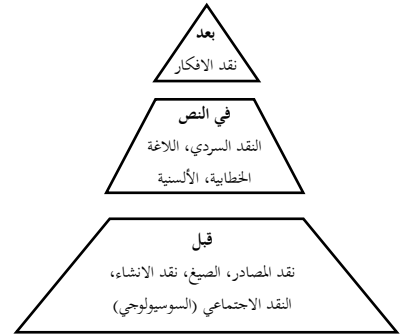 بعد
نقد الافكار
في النص
النقد السردي، اللاغة
الخطابية، الألسنية
قبل
نقد المصادر، الصيغ، نقد الانشاء،
النقد الاجتماعي (السوسيولوجي)